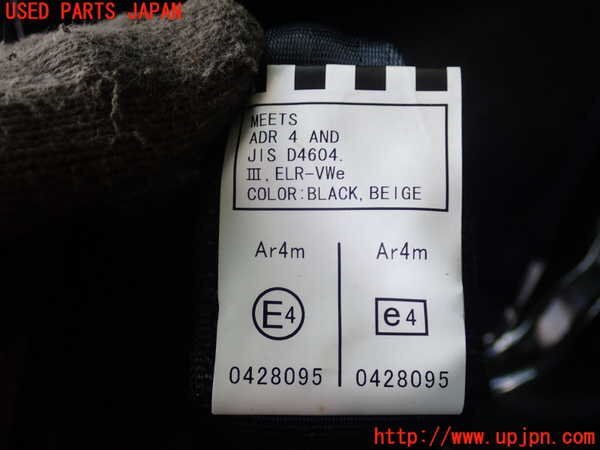 USED PARTS JAPAN
MEETS
ADR 4 AND
JIS D4604.
Ⅲ, ELR-VWe
COLOR:BLACK, BEIGE
Ar4m
E4
0428095
Ar4m
e4
0428095
http://www.upjpn.com/